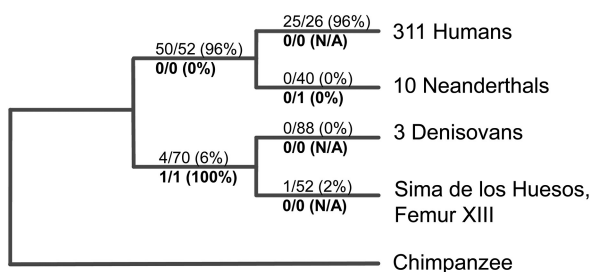 25/26 (96%)
0/0 (N/A)
311 Humans
50/52 (96%)
0/0 (0%)
0/40 (0%)
0/1 (0%)
10 Neanderthals
0/88 (0%)
0/0 (N/A)
3 Denisovans
4/70 (6%)
1/1 (100%)
1/52 (2%)
0/0 (N/A)
Sima de los Huesos,
Femur XIII
Chimpanzee